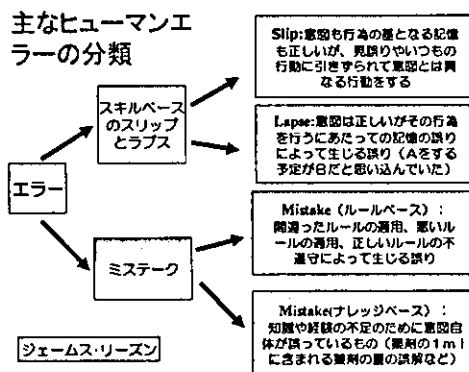 主なヒューマンエ
ラーの分類
エラー
スキルベース
のスリップ
とラプス
ミステーク
Slip:意図も行為の基となる記憶
も正しいが、見誤りやいつもの
行動に引きずられて意図とは異
なる行動をする
Lapse:意図は正しいがその行為
を行うにあたっての記憶の誤り
によって生じる誤り(Aをする
予定がBだと思い込んでいた)
Mistake(ルールベース):
間違ったルールの適用、悪いル
ールの適用、正しいルールの不
遵守によって生じる誤り
Mistake(ナレッジベース):
知識や経験の不足のために意図自
体が誤っているもの(薬剤の1ml
に含まれる薬剤の量の誤解など)
ジェームス・リーズン